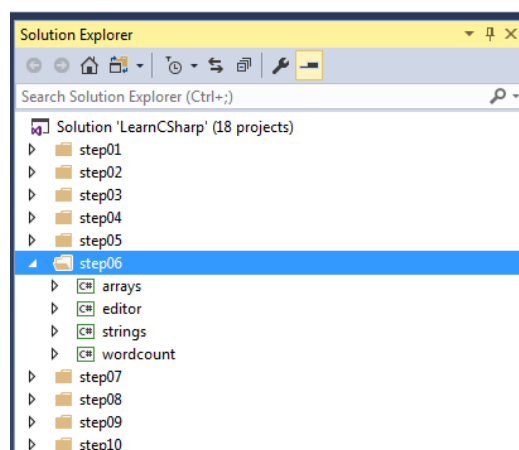 Solution Explorer
Search Solution Explorer (Ctrl+;)
Solution 'LearnCSharp' (18 projects)
step01
step02
step03
step04
step05
step06
C# arrays
C# editor
C# strings
C# wordcount
step07
step08
step09
step10